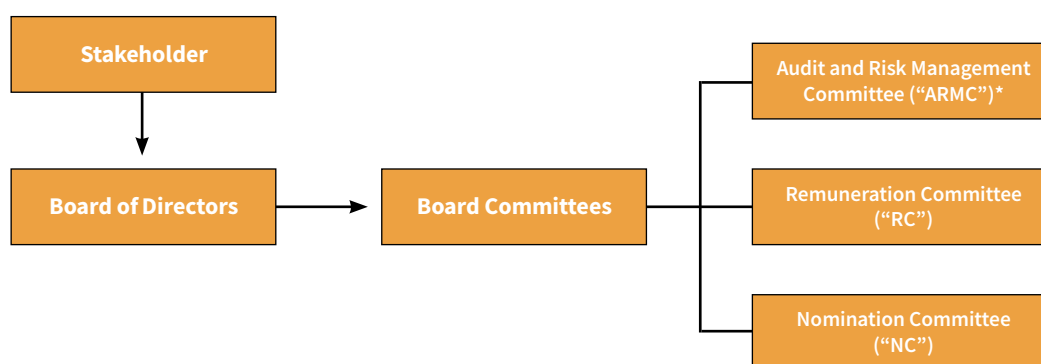 Stakeholder
Board of Directors
Board Committees
Audit and Risk Management
Committee (“ARMC”)*
Remuneration Committee
(“RC”)
Nomination Committee
(“NC”)